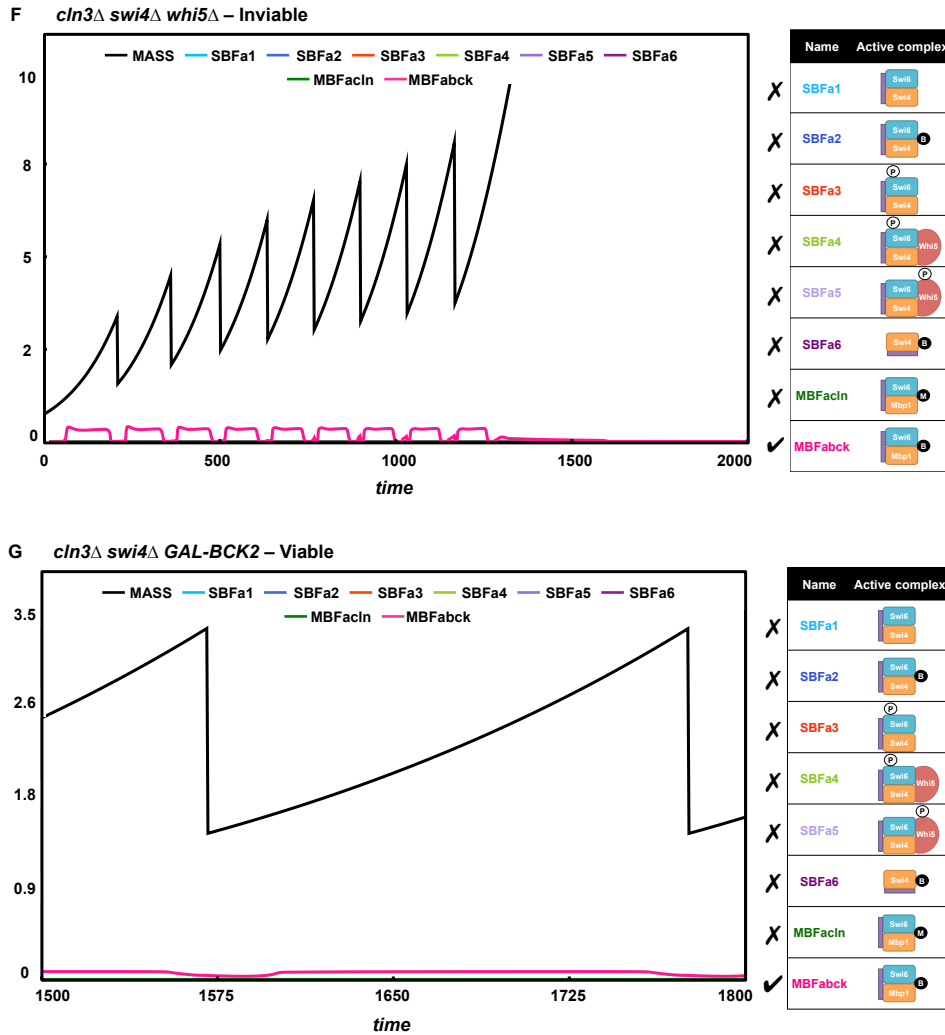 F cln3Δ swi4Δ whi5Δ – Inviable
MASS SBFa1 SBFa2 SBFa3 SBFa4 SBFa5 SBFa6
MBFacln MBFabck
10
8
5
2
0
0 500 1000 1500 2000
time
Name Active complex
✗ SBFa1 Swi6 Swi4
✗ SBFa2 Swi6 Swi4 B
✗ SBFa3 P Swi6 Swi4
✗ SBFa4 P Swi6 Swi4 Whi5
✗ SBFa5 P Swi6 Swi4 Whi5
✗ SBFa6 Swi4 B
✗ MBFacln Swi6 Mbp1 M
✓ MBFabck Swi6 Mbp1 B
G cln3Δ swi4Δ GAL-BCK2 – Viable
MASS SBFa1 SBFa2 SBFa3 SBFa4 SBFa5 SBFa6
MBFacln MBFabck
3.5
2.6
1.8
0.9
0
1500 1575 1650 1725 1800
time
Name Active complex
✗ SBFa1 Swi6 Swi4
✗ SBFa2 Swi6 Swi4 B
✗ SBFa3 P Swi6 Swi4
✗ SBFa4 P Swi6 Swi4 Whi5
✗ SBFa5 P Swi6 Swi4 Whi5
✗ SBFa6 Swi4 B
✗ MBFacln Swi6 Mbp1 M
✓ MBFabck Swi6 Mbp1 B